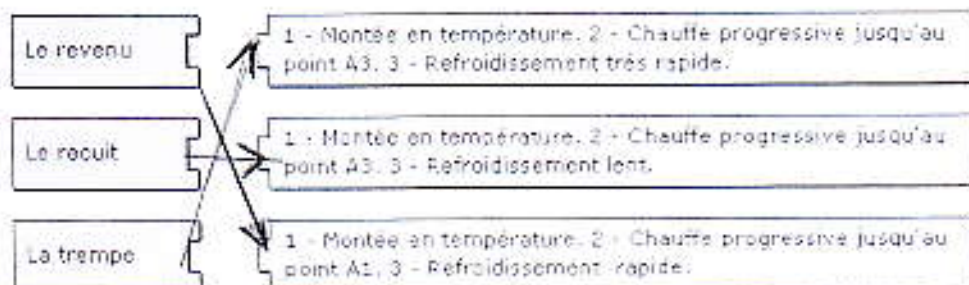 Le revenu
1 - Montée en température. 2 - Chauffe progressive jusqu'au
point A3. 3 - Refroidissement très rapide.
Le recuit
1 - Montée en température. 2 - Chauffe progressive jusqu'au
point A3. 3 - Refroidissement lent.
La trempe
1 - Montée en température. 2 - Chauffe progressive jusqu'au
point A1. 3 - Refroidissement rapide.